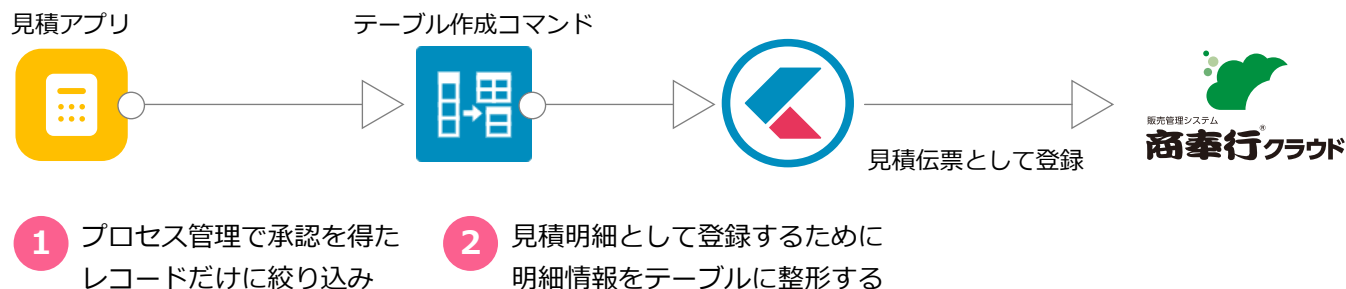 見積アプリ
テーブル作成コマンド
見積伝票として登録
販売管理システム
商奉行®クラウド
1 プロセス管理で承認を得た
レコードだけに絞り込み
2 見積明細として登録するために
明細情報をテーブルに整形する